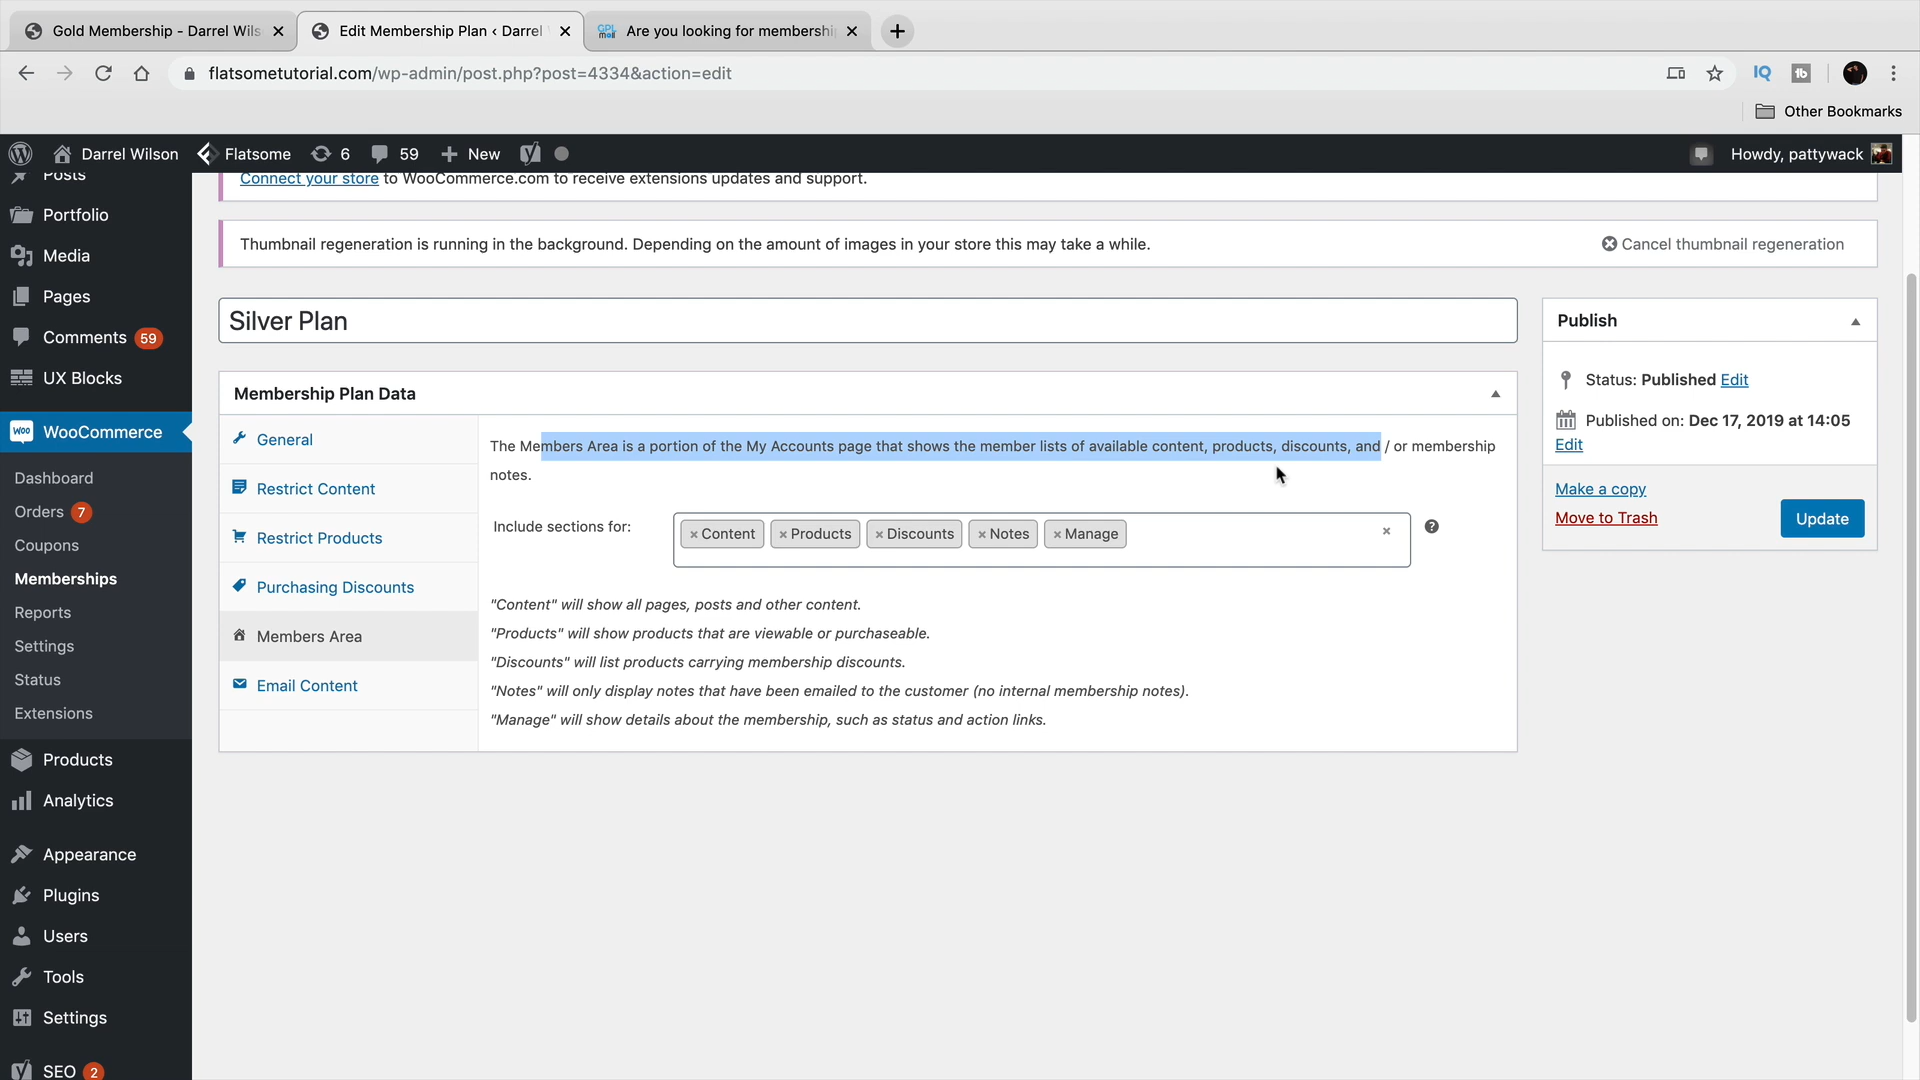 Gold Membership - Darrel Wils
Edit Membership Plan ‹ Darrel
GPL mall
Are you looking for membershi
flatsometutorial.com/wp-admin/post.php?post=4334&action=edit
IQ
tb
Other Bookmarks
Darrel Wilson
Flatsome
6
59
New
Howdy, pattywack
Posts
Portfolio
Media
Pages
Comments 59
UX Blocks
Woo WooCommerce
Dashboard
Orders 7
Coupons
Memberships
Reports
Settings
Status
Extensions
Products
Analytics
Appearance
Plugins
Users
Tools
Settings
SEO 2
Connect your store to WooCommerce.com to receive extensions updates and support.
Thumbnail regeneration is running in the background. Depending on the amount of images in your store this may take a while.
Cancel thumbnail regeneration
Silver Plan
Membership Plan Data
General
Restrict Content
Restrict Products
Purchasing Discounts
Members Area
Email Content
The Members Area is a portion of the My Accounts page that shows the member lists of available content, products, discounts, and / or membership
notes.
Include sections for:
× Content × Products × Discounts × Notes × Manage
×
?
"Content" will show all pages, posts and other content.
"Products" will show products that are viewable or purchaseable.
"Discounts" will list products carrying membership discounts.
"Notes" will only display notes that have been emailed to the customer (no internal membership notes).
"Manage" will show details about the membership, such as status and action links.
Publish
Status: Published Edit
Published on: Dec 17, 2019 at 14:05
Edit
Make a copy
Move to Trash
Update